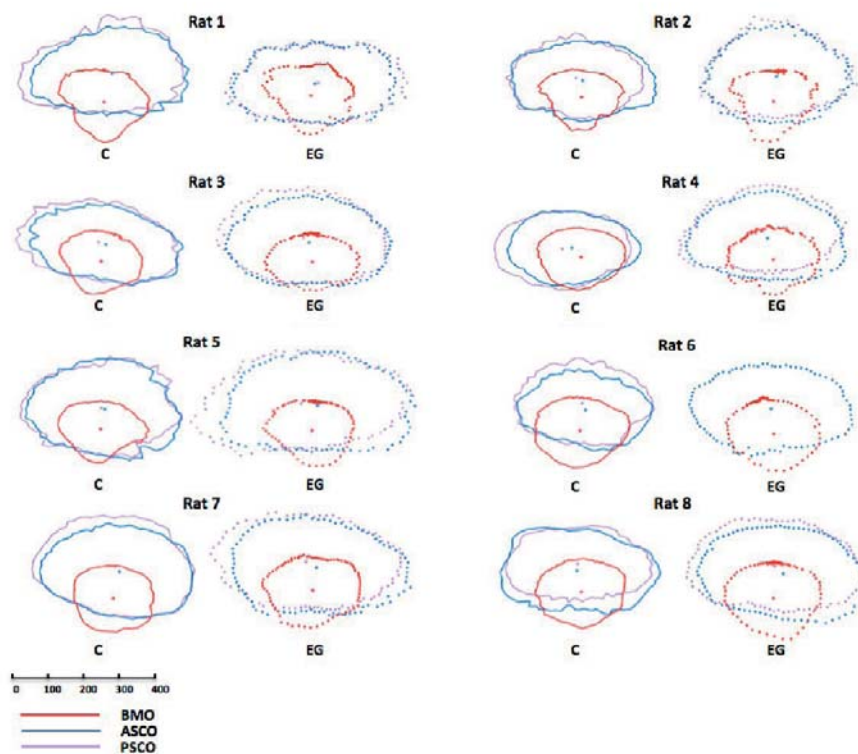 Rat 1
Rat 2
C
EG
C
EG
Rat 3
Rat 4
C
EG
C
EG
Rat 5
Rat 6
C
EG
C
EG
Rat 7
Rat 8
C
EG
C
EG
0 100 200 300 400
BMO
ASCO
PSCO